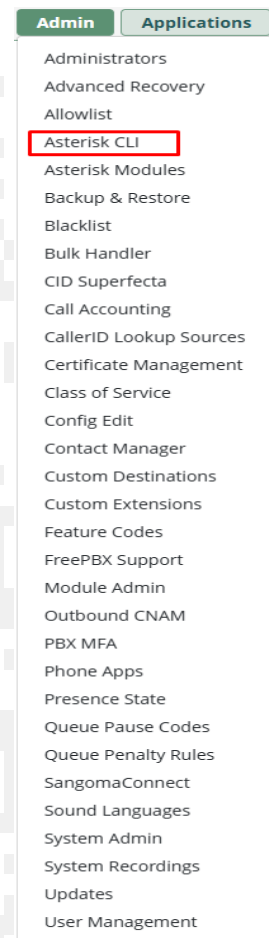 Admin Applications
Administrators
Advanced Recovery
Allowlist
Asterisk CLI
Asterisk Modules
Backup & Restore
Blacklist
Bulk Handler
CID Superfecta
Call Accounting
CallerID Lookup Sources
Certificate Management
Class of Service
Config Edit
Contact Manager
Custom Destinations
Custom Extensions
Feature Codes
FreePBX Support
Module Admin
Outbound CNAM
PBX MFA
Phone Apps
Presence State
Queue Pause Codes
Queue Penalty Rules
SangomaConnect
Sound Languages
System Admin
System Recordings
Updates
User Management